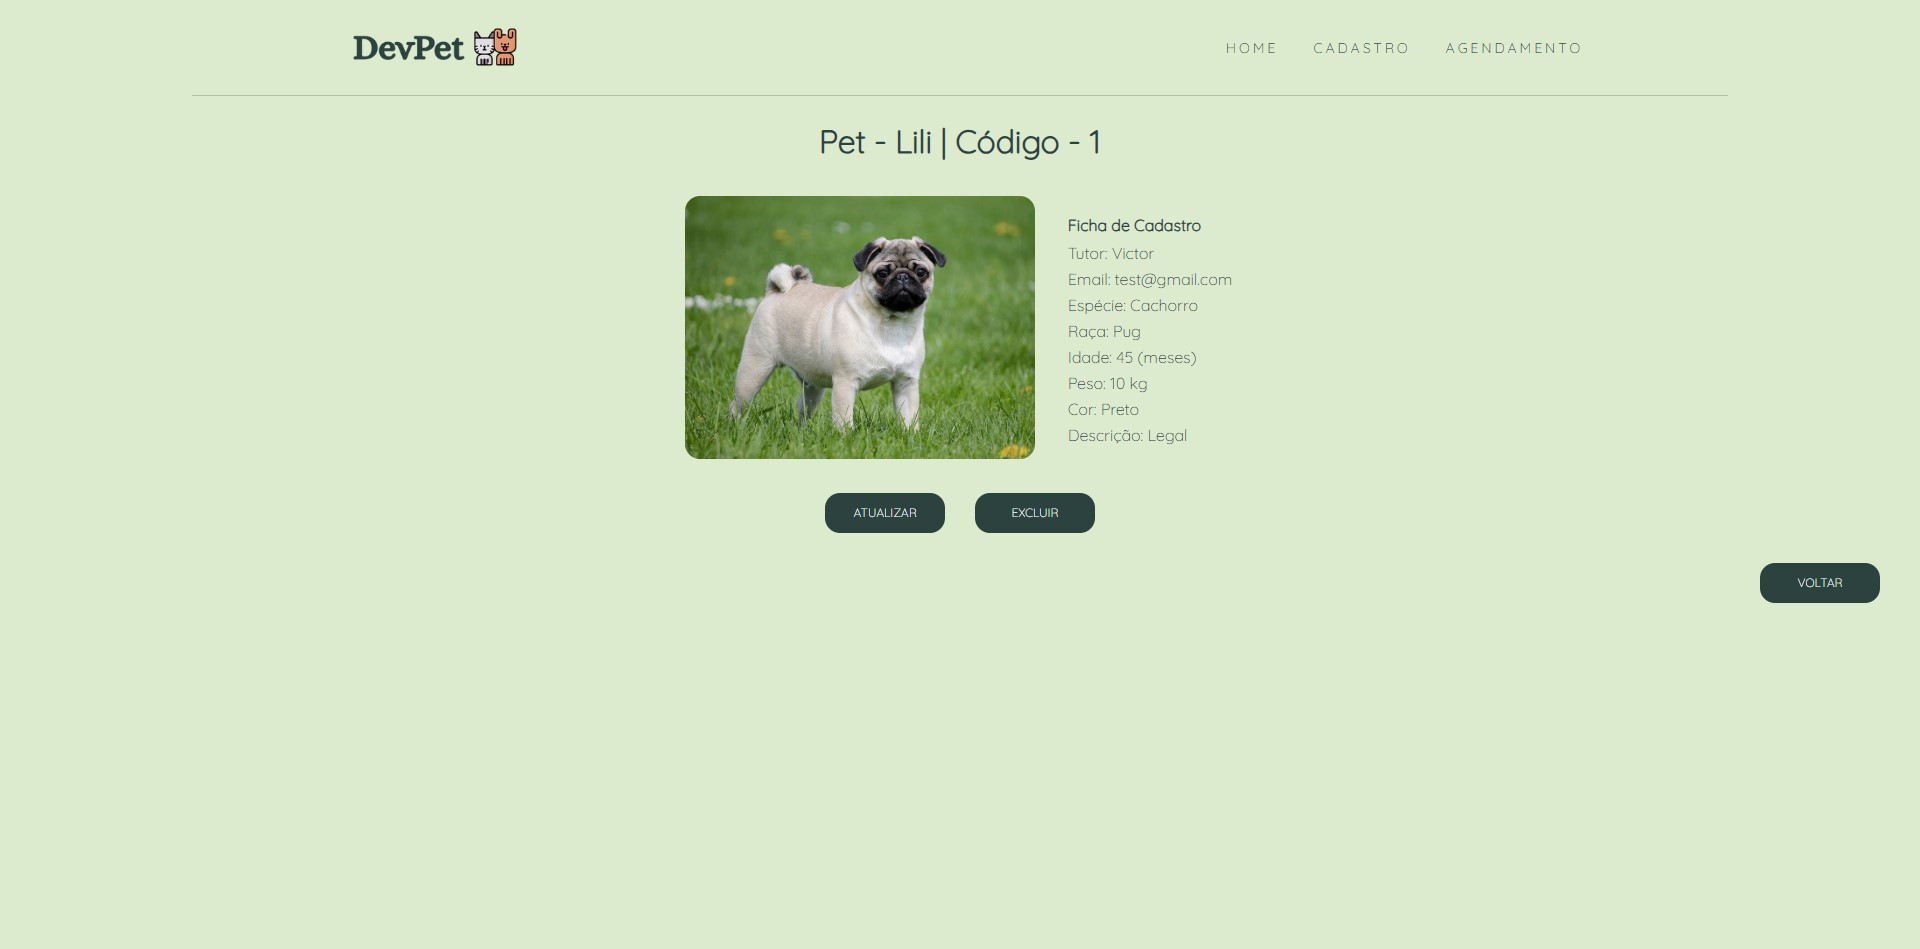 DevPet
HOME CADASTRO AGENDAMENTO
Pet - Lili | Código - 1
Ficha de Cadastro
Tutor: Victor
Email: test@gmail.com
Espécie: Cachorro
Raça: Pug
Idade: 45 (meses)
Peso: 10 kg
Cor: Preto
Descrição: Legal
ATUALIZAR EXCLUIR
VOLTAR